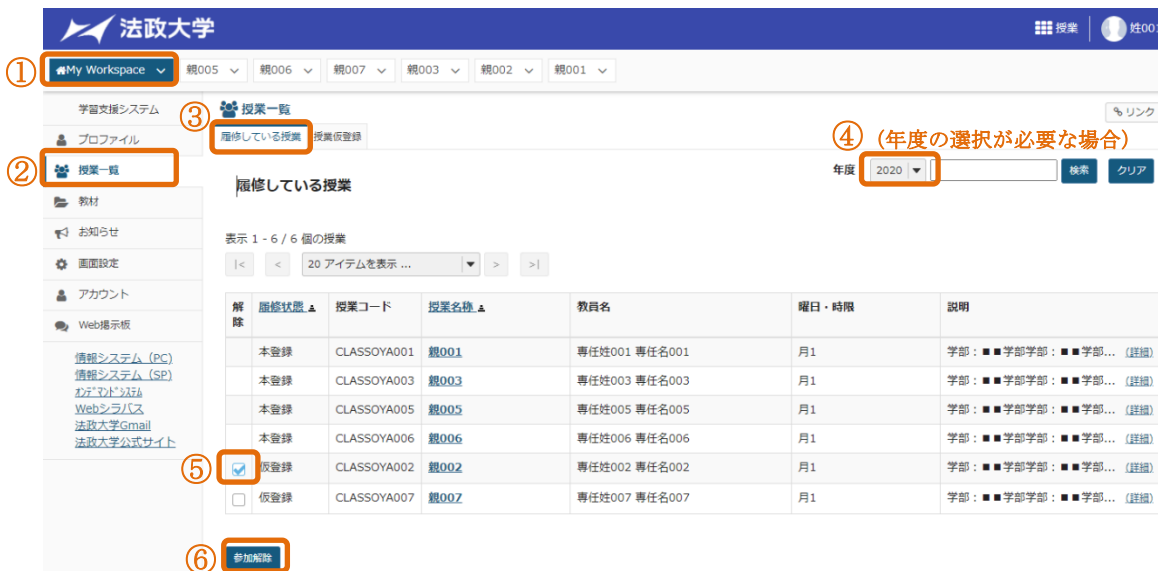 法政大学
授業
姓001
①
My Workspace
親005
親006
親007
親003
親002
親001
学習支援システム
③
授業一覧
リンク
プロファイル
履修している授業
授業仮登録
④ (年度の選択が必要な場合)
②
授業一覧
年度
2020
検索
クリア
履修している授業
教材
お知らせ
表示 1 - 6 / 6 個の授業
画面設定
|<
<
20 アイテムを表示 ...
>
>|
アカウント
解除 履修状態 授業コード 授業名称 教員名 曜日・時限 説明
Web掲示板
本登録 CLASSOYA001 親001 専任姓001 専任名001 月1 学部:■■学部学部:■■学部... (詳細)
情報システム (PC)
情報システム (SP)
本登録 CLASSOYA003 親003 専任姓003 専任名003 月1 学部:■■学部学部:■■学部... (詳細)
オンデマンドシステム
Webシラバス
本登録 CLASSOYA005 親005 専任姓005 専任名005 月1 学部:■■学部学部:■■学部... (詳細)
法政大学Gmail
法政大学公式サイト
本登録 CLASSOYA006 親006 専任姓006 専任名006 月1 学部:■■学部学部:■■学部... (詳細)
⑤
仮登録 CLASSOYA002 親002 専任姓002 専任名002 月1 学部:■■学部学部:■■学部... (詳細)
仮登録 CLASSOYA007 親007 専任姓007 専任名007 月1 学部:■■学部学部:■■学部... (詳細)
⑥
参加解除